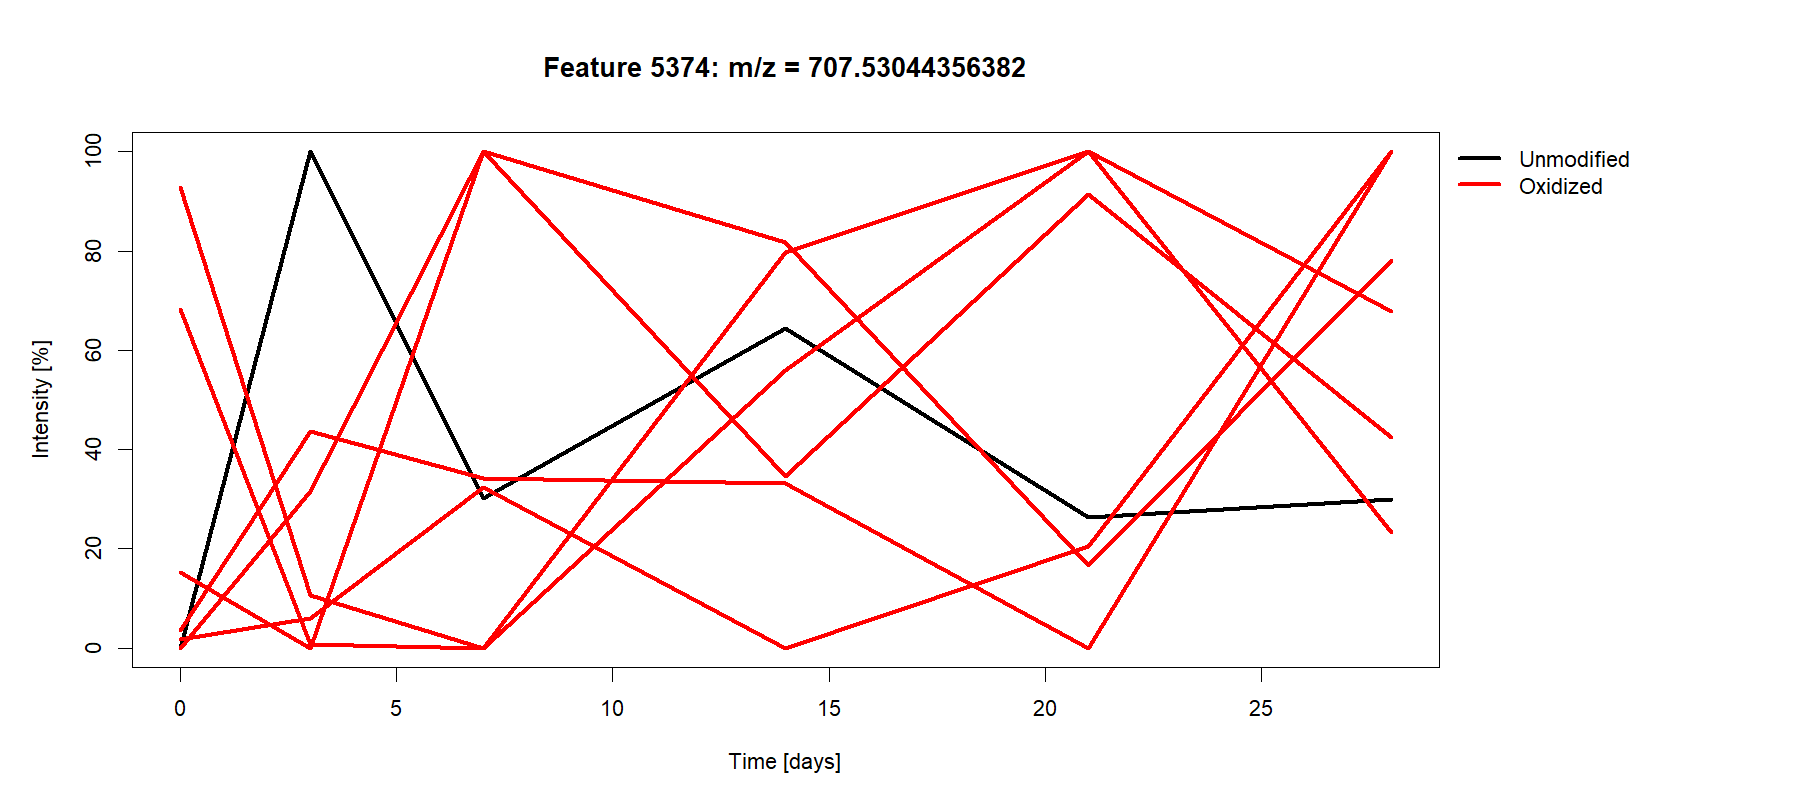 Feature 5374: m/z = 707.53044356382
Unmodified
Oxidized
Intensity [%]
100
80
60
40
20
0
0 5 10 15 20 25
Time [days]